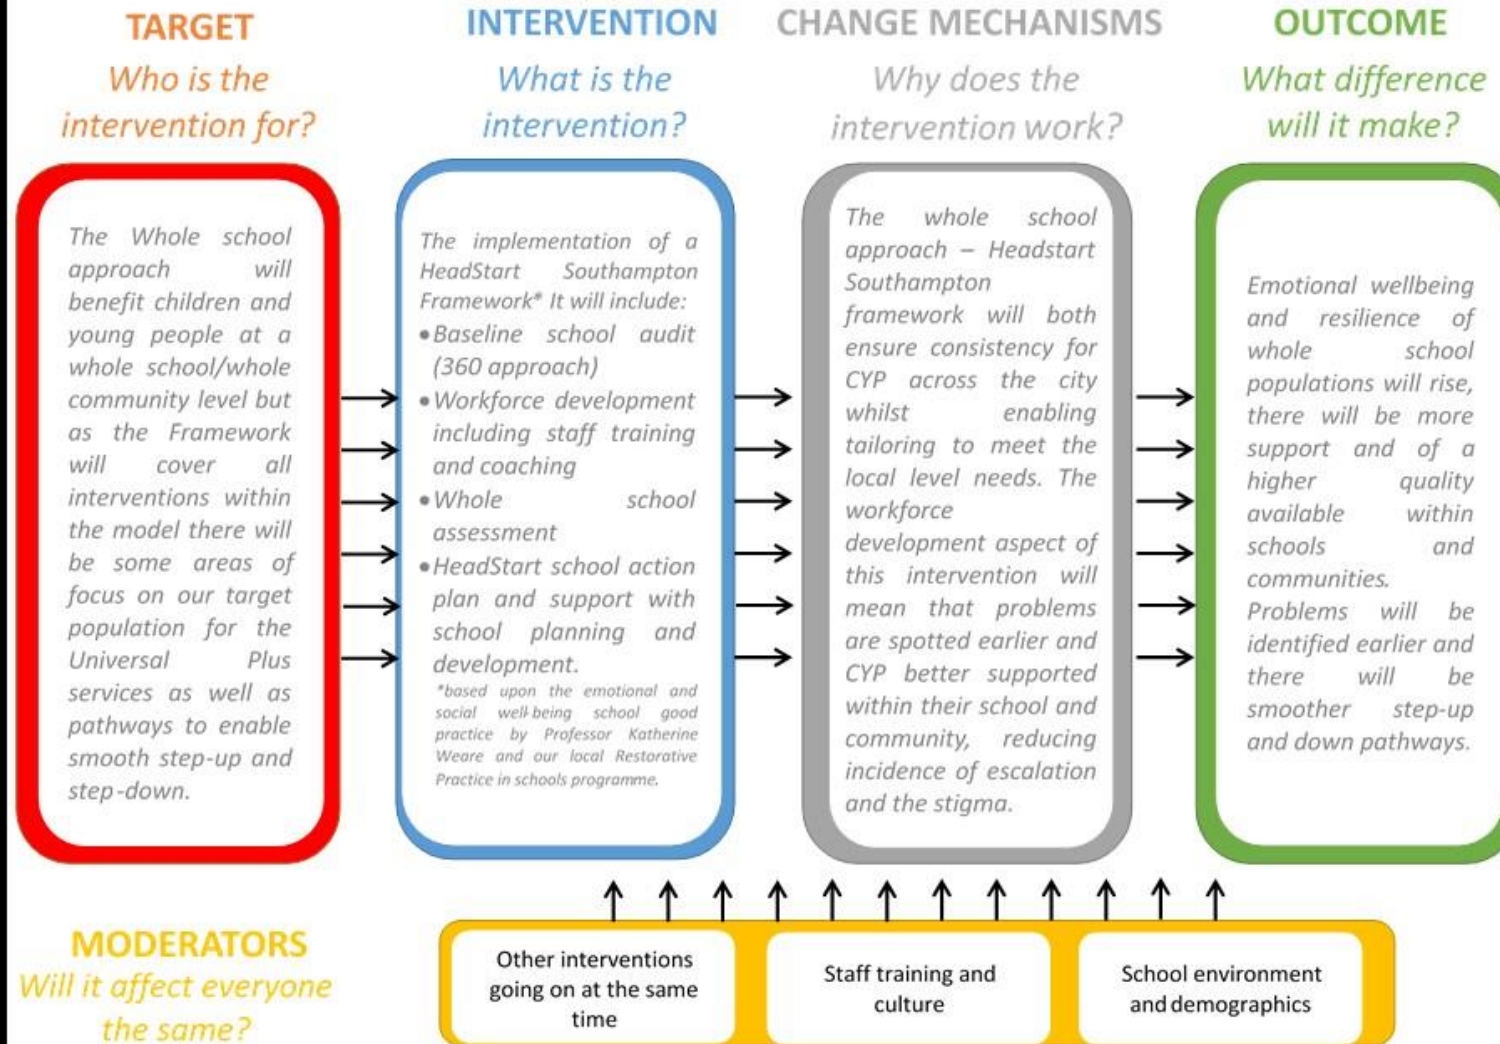 TARGET
Who is the
intervention for?
The Whole school
approach will
benefit children and
young people at a
whole school/whole
community level but
as the Framework
will cover all
interventions within
the model there will
be some areas of
focus on our target
population for the
Universal Plus
services as well as
pathways to enable
smooth step-up and
step-down.
INTERVENTION
What is the
intervention?
The implementation of a
HeadStart Southampton
Framework* It will include:
•Baseline school audit
(360 approach)
•Workforce development
including staff training
and coaching
•Whole school
assessment
•HeadStart school action
plan and support with
school planning and
development.
*based upon the emotional and
social well-being school good
practice by Professor Katherine
Weare and our local Restorative
Practice in schools programme.
CHANGE MECHANISMS
Why does the
intervention work?
The whole school
approach – Headstart
Southampton
framework will both
ensure consistency for
CYP across the city
whilst enabling
tailoring to meet the
local level needs. The
workforce
development aspect of
this intervention will
mean that problems
are spotted earlier and
CYP better supported
within their school and
community, reducing
incidence of escalation
and the stigma.
OUTCOME
What difference
will it make?
Emotional wellbeing
and resilience of
whole school
populations will rise,
there will be more
support and of a
higher quality
available within
schools and
communities.
Problems will be
identified earlier and
there will be
smoother step-up
and down pathways.
MODERATORS
Will it affect everyone
the same?
Other interventions
going on at the same
time
Staff training and
culture
School environment
and demographics